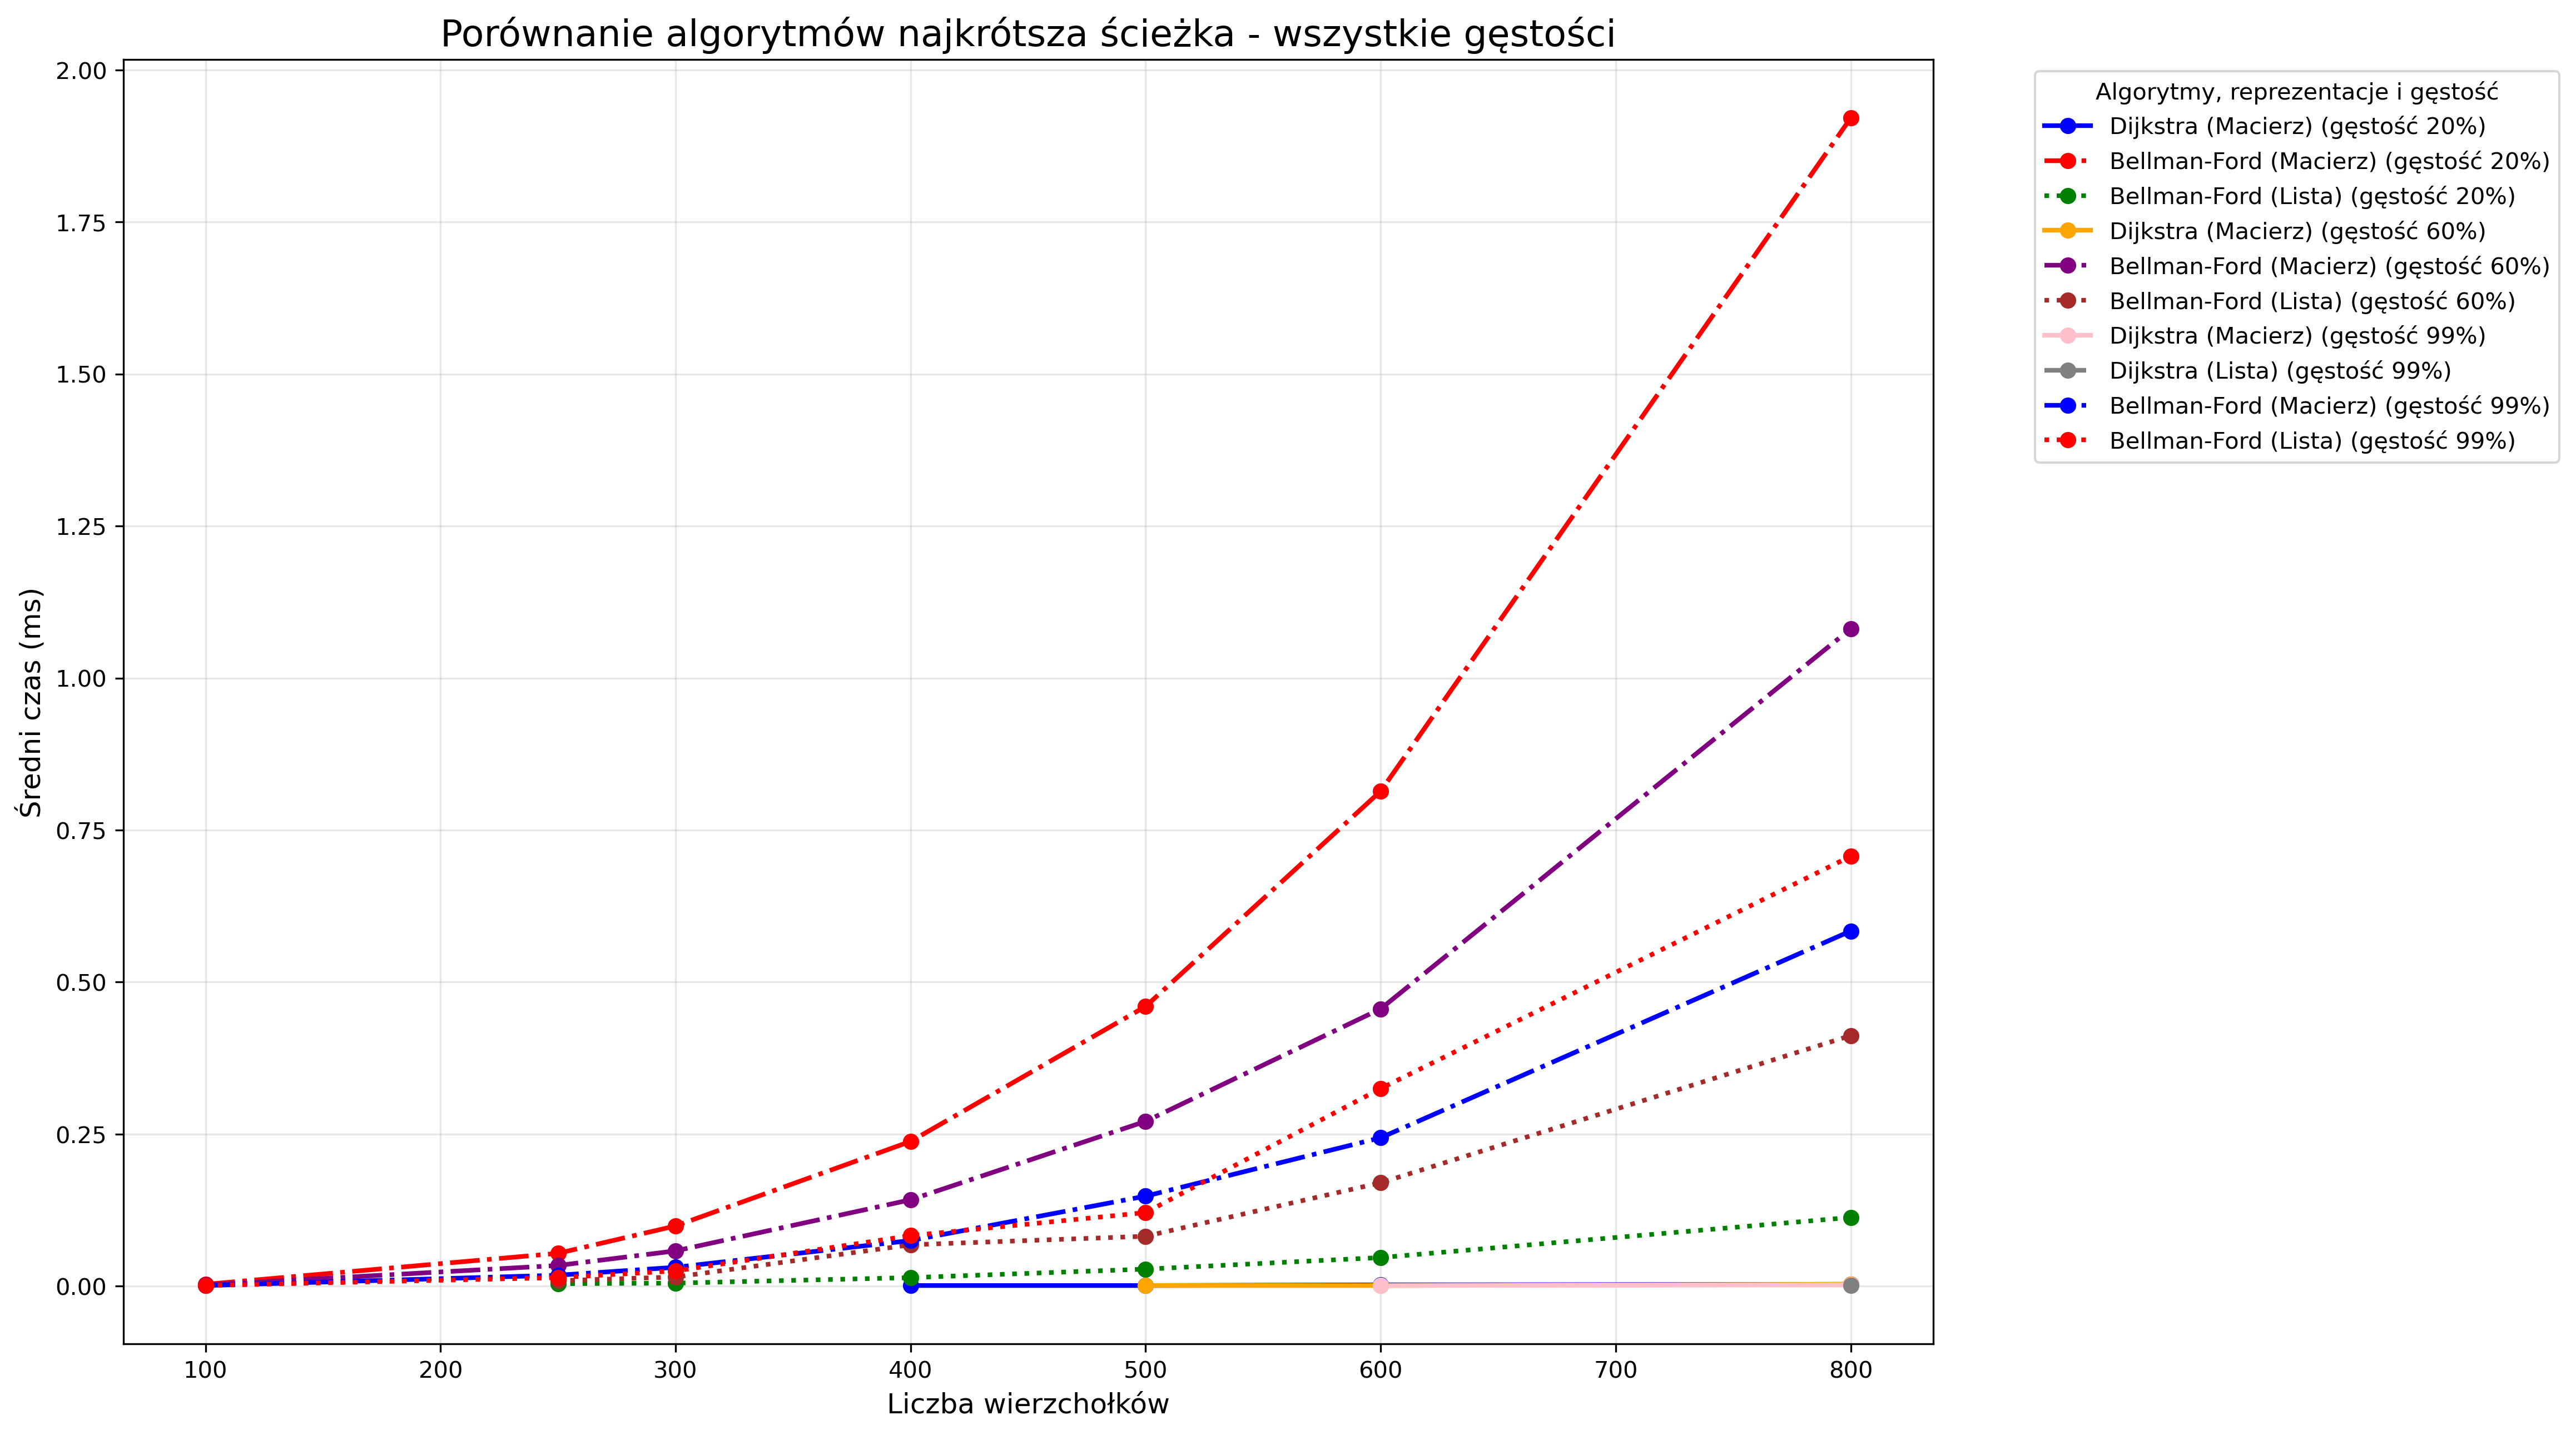 Porównanie algorytmów najkrótsza ścieżka - wszystkie gęstości
Średni czas (ms)
2.00
1.75
1.50
1.25
1.00
0.75
0.50
0.25
0.00
100
200
300
400
500
600
700
800
Liczba wierzchołków
Algorytmy, reprezentacje i gęstość
Dijkstra (Macierz) (gęstość 20%)
Bellman-Ford (Macierz) (gęstość 20%)
Bellman-Ford (Lista) (gęstość 20%)
Dijkstra (Macierz) (gęstość 60%)
Bellman-Ford (Macierz) (gęstość 60%)
Bellman-Ford (Lista) (gęstość 60%)
Dijkstra (Macierz) (gęstość 99%)
Dijkstra (Lista) (gęstość 99%)
Bellman-Ford (Macierz) (gęstość 99%)
Bellman-Ford (Lista) (gęstość 99%)